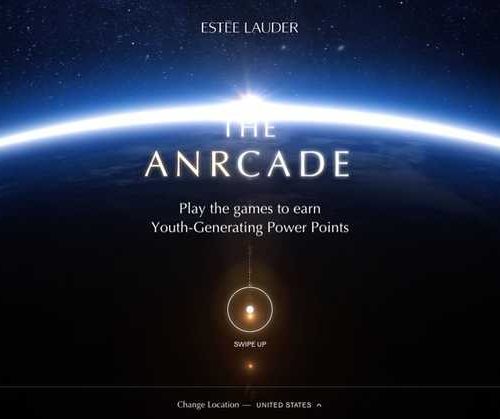 ESTĒE LAUDER
THE
ANRCADE
Play the games to earn
Youth-Generating Power Points
SWIPE UP
Change Location — UNITED STATES